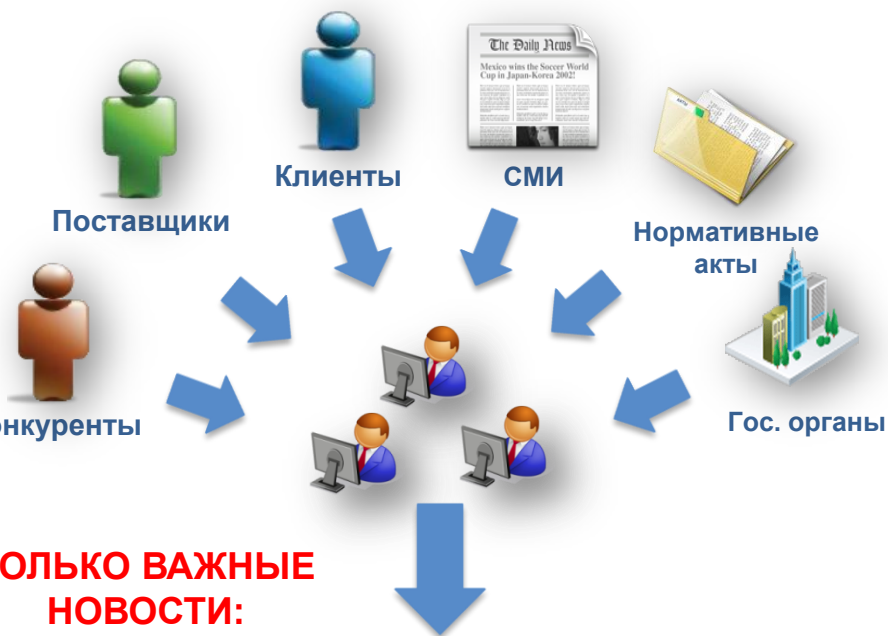 The Daily News
Mexico wins the Soccer World
Cup in Japan-Korea 2002!
Клиенты
СМИ
Поставщики
Нормативные
акты
онкуренты
Гос. органы
ОЛЬКО ВАЖНЫЕ
НОВОСТИ: